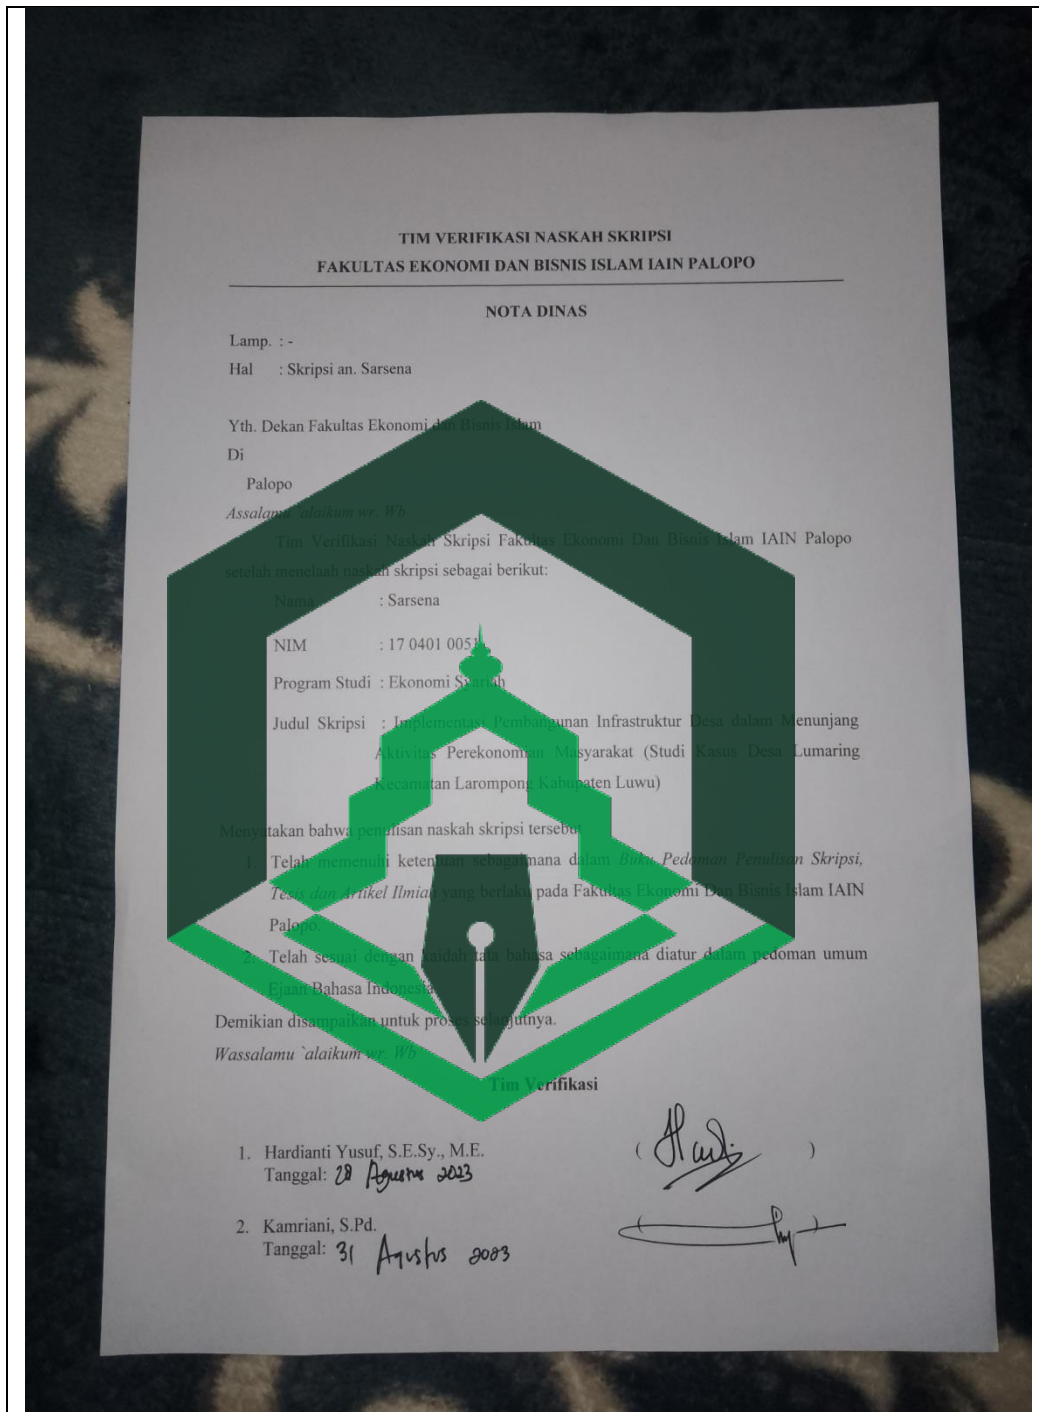 TIM VERIFIKASI NASKAH SKRIPSI
FAKULTAS EKONOMI DAN BISNIS ISLAM IAIN PALOPO
NOTA DINAS
Lamp. : -
Hal : Skripsi an. Sarsena
Yth. Dekan Fakultas Ekonomi dan Bisnis Islam
Di
Palopo
Assalamu `alaikum wr. Wb
Tim Verifikasi Naskah Skripsi Fakultas Ekonomi Dan Bisnis Islam IAIN Palopo
setelah menelaah naskah skripsi sebagai berikut:
Nama : Sarsena
NIM : 17 0401 0051
Program Studi : Ekonomi Syariah
Judul Skripsi : Implementasi Pembangunan Infrastruktur Desa dalam Menunjang
Aktivitas Perekonomian Masyarakat (Studi Kasus Desa Lumaring
Kecamatan Larompong Kabupaten Luwu)
Menyatakan bahwa penulisan naskah skripsi tersebut
1. Telah memenuhi ketentuan sebagaimana dalam Buku Pedoman Penulisan Skripsi,
Tesis dan Artikel Ilmiah yang berlaku pada Fakultas Ekonomi Dan Bisnis Islam IAIN
Palopo.
2. Telah sesuai dengan kaidah tata bahasa sebagaimana diatur dalam pedoman umum
Ejaan Bahasa Indonesia
Demikian disampaikan untuk proses selanjutnya.
Wassalamu `alaikum wr. Wb
Tim Verifikasi
1. Hardianti Yusuf, S.E.Sy., M.E. ( )
Tanggal: 28 Agustus 2023
2. Kamriani, S.Pd. ( )
Tanggal: 31 Agustus 2023